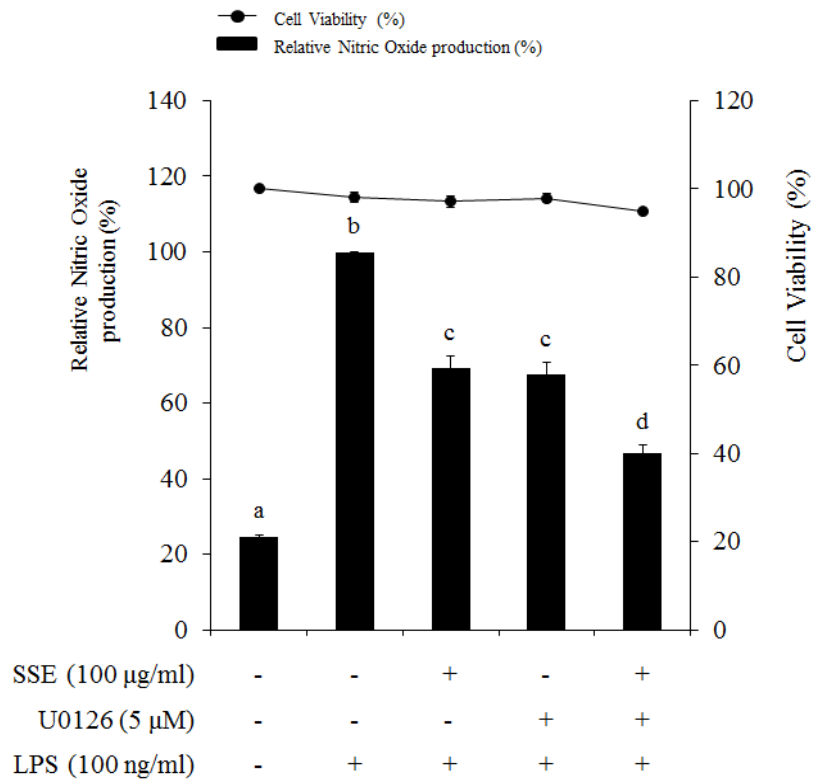 Cell Viability (%)
Relative Nitric Oxide production (%)
140
120
100
80
60
40
20
0
Relative Nitric Oxide
production (%)
120
100
80
60
40
20
0
Cell Viability (%)
a
b
c
c
d
SSE (100 μg/ml) - - + - +
U0126 (5 μM) - - - + +
LPS (100 ng/ml) - + + + +